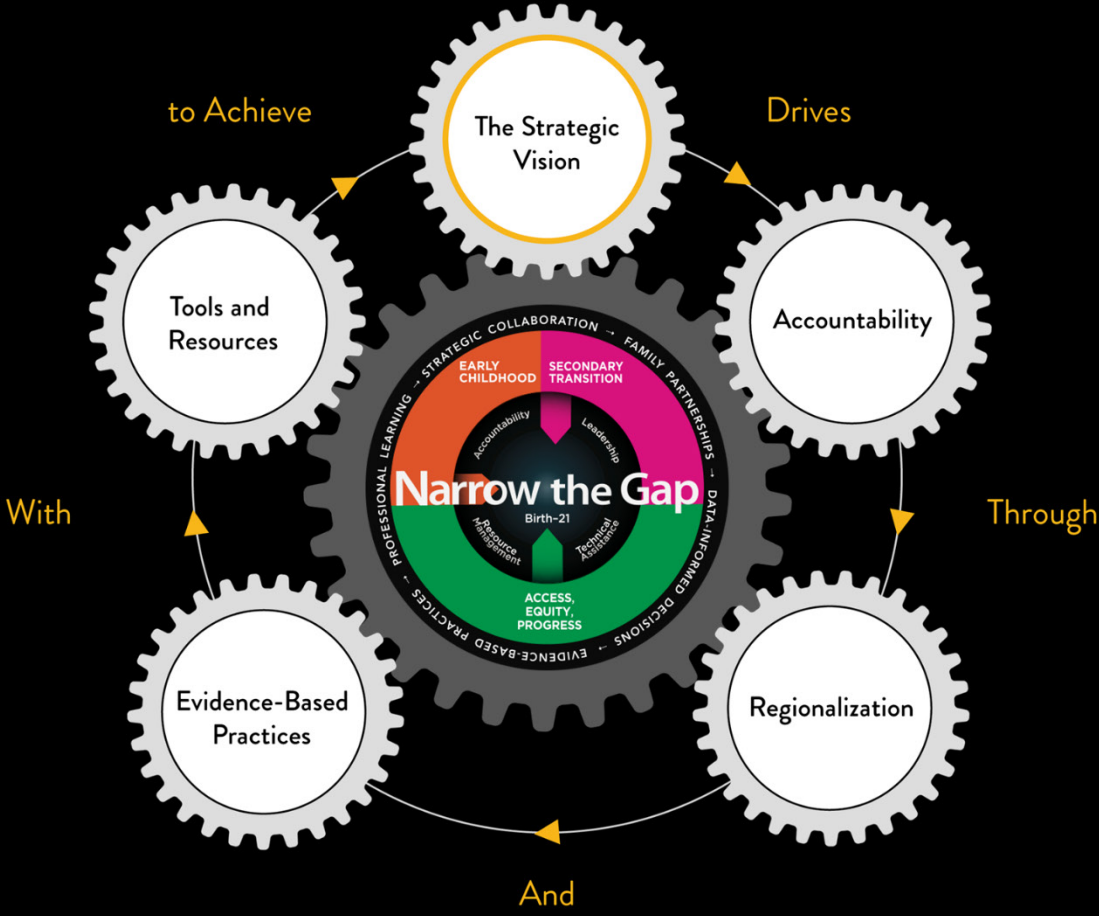 to Achieve
Drives
The Strategic
Vision
Tools and
Resources
Accountability
PROFESSIONAL LEARNING → STRATEGIC COLLABORATION → FAMILY PARTNERSHIPS → DATA-INFORMED DECISIONS → EVIDENCE-BASED PRACTICES →
EARLY
CHILDHOOD
SECONDARY
TRANSITION
Accountability
Leadership
Narrow the Gap
Birth–21
Resource
Management
Technical
Assistance
ACCESS,
EQUITY,
PROGRESS
With
Through
Evidence-Based
Practices
Regionalization
And